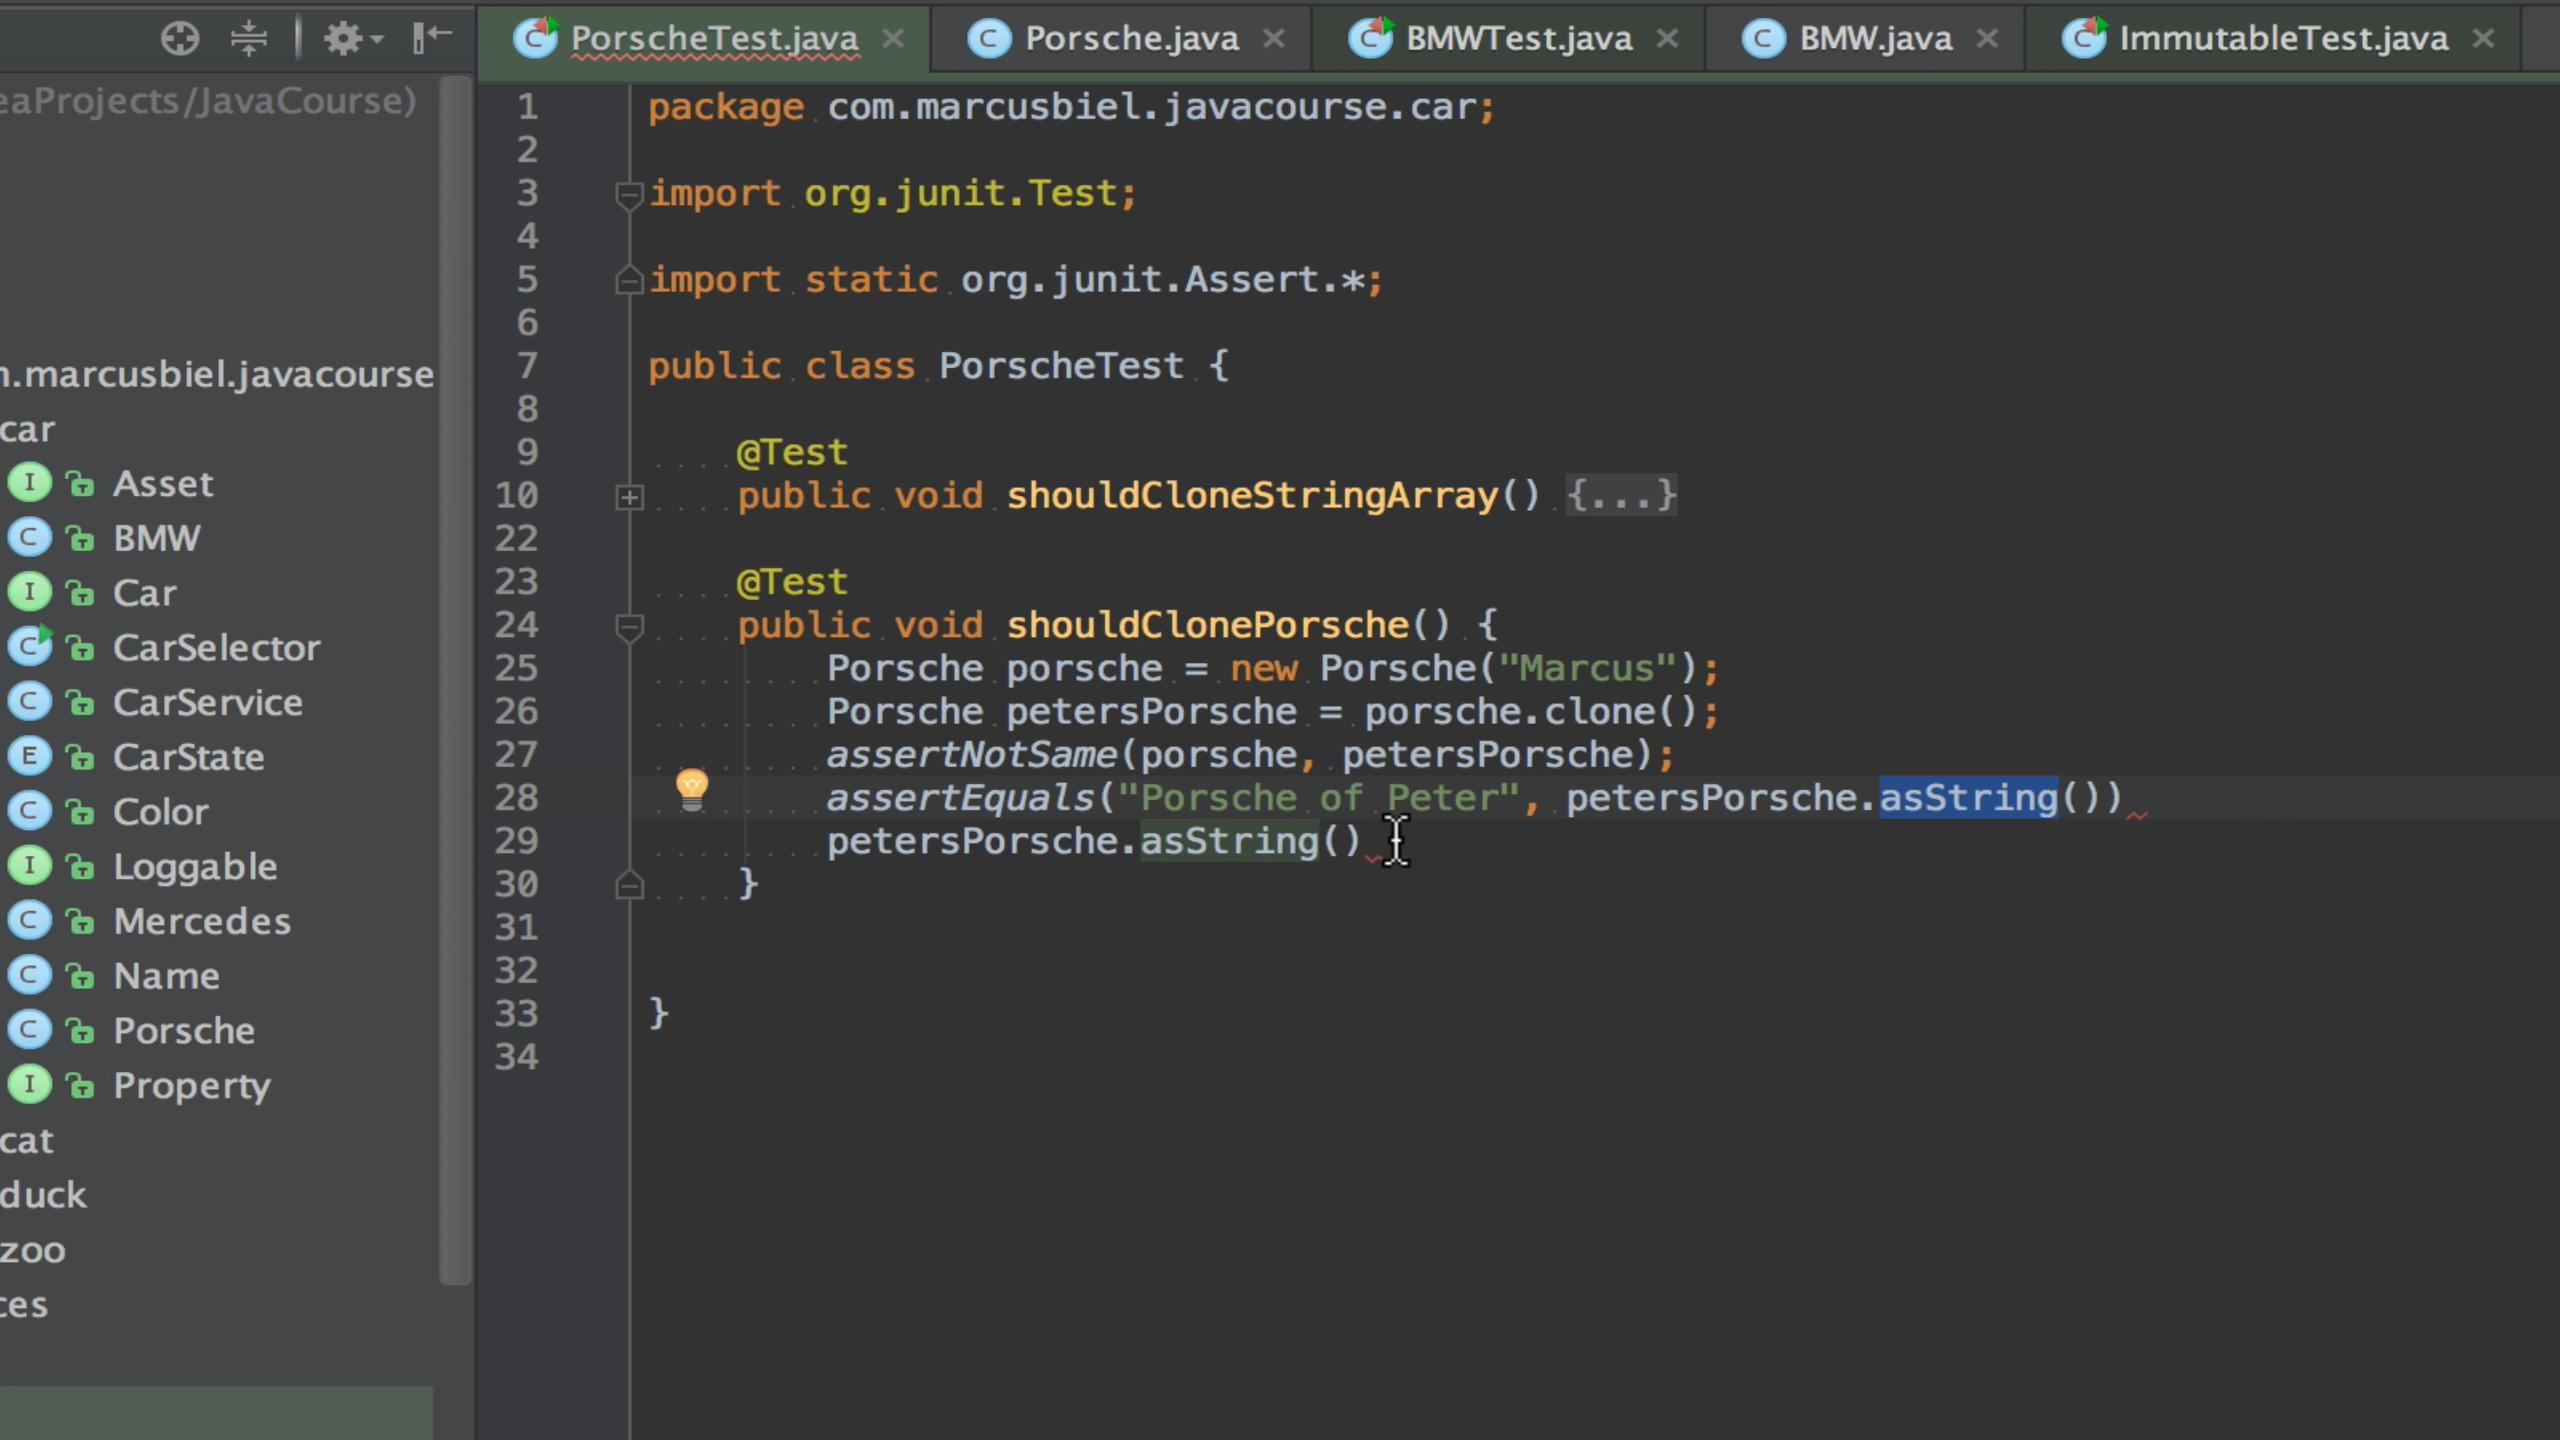 PorscheTest.java Porsche.java BMWTest.java BMW.java ImmutableTest.java
eaProjects/JavaCourse)
.marcusbiel.javacourse
car
I Asset
C BMW
I Car
C CarSelector
C CarService
E CarState
C Color
I Loggable
C Mercedes
C Name
C Porsche
I Property
cat
duck
zoo
ces
1 package com.marcusbiel.javacourse.car;
2
3 import org.junit.Test;
4
5 import static org.junit.Assert.*;
6
7 public class PorscheTest {
8
9 @Test
10 public void shouldCloneStringArray() {...}
22
23 @Test
24 public void shouldClonePorsche() {
25 Porsche porsche = new Porsche("Marcus");
26 Porsche petersPorsche = porsche.clone();
27 assertNotSame(porsche, petersPorsche);
28 assertEquals("Porsche of Peter", petersPorsche.asString())
29 petersPorsche.asString()
30 }
31
32
33 }
34